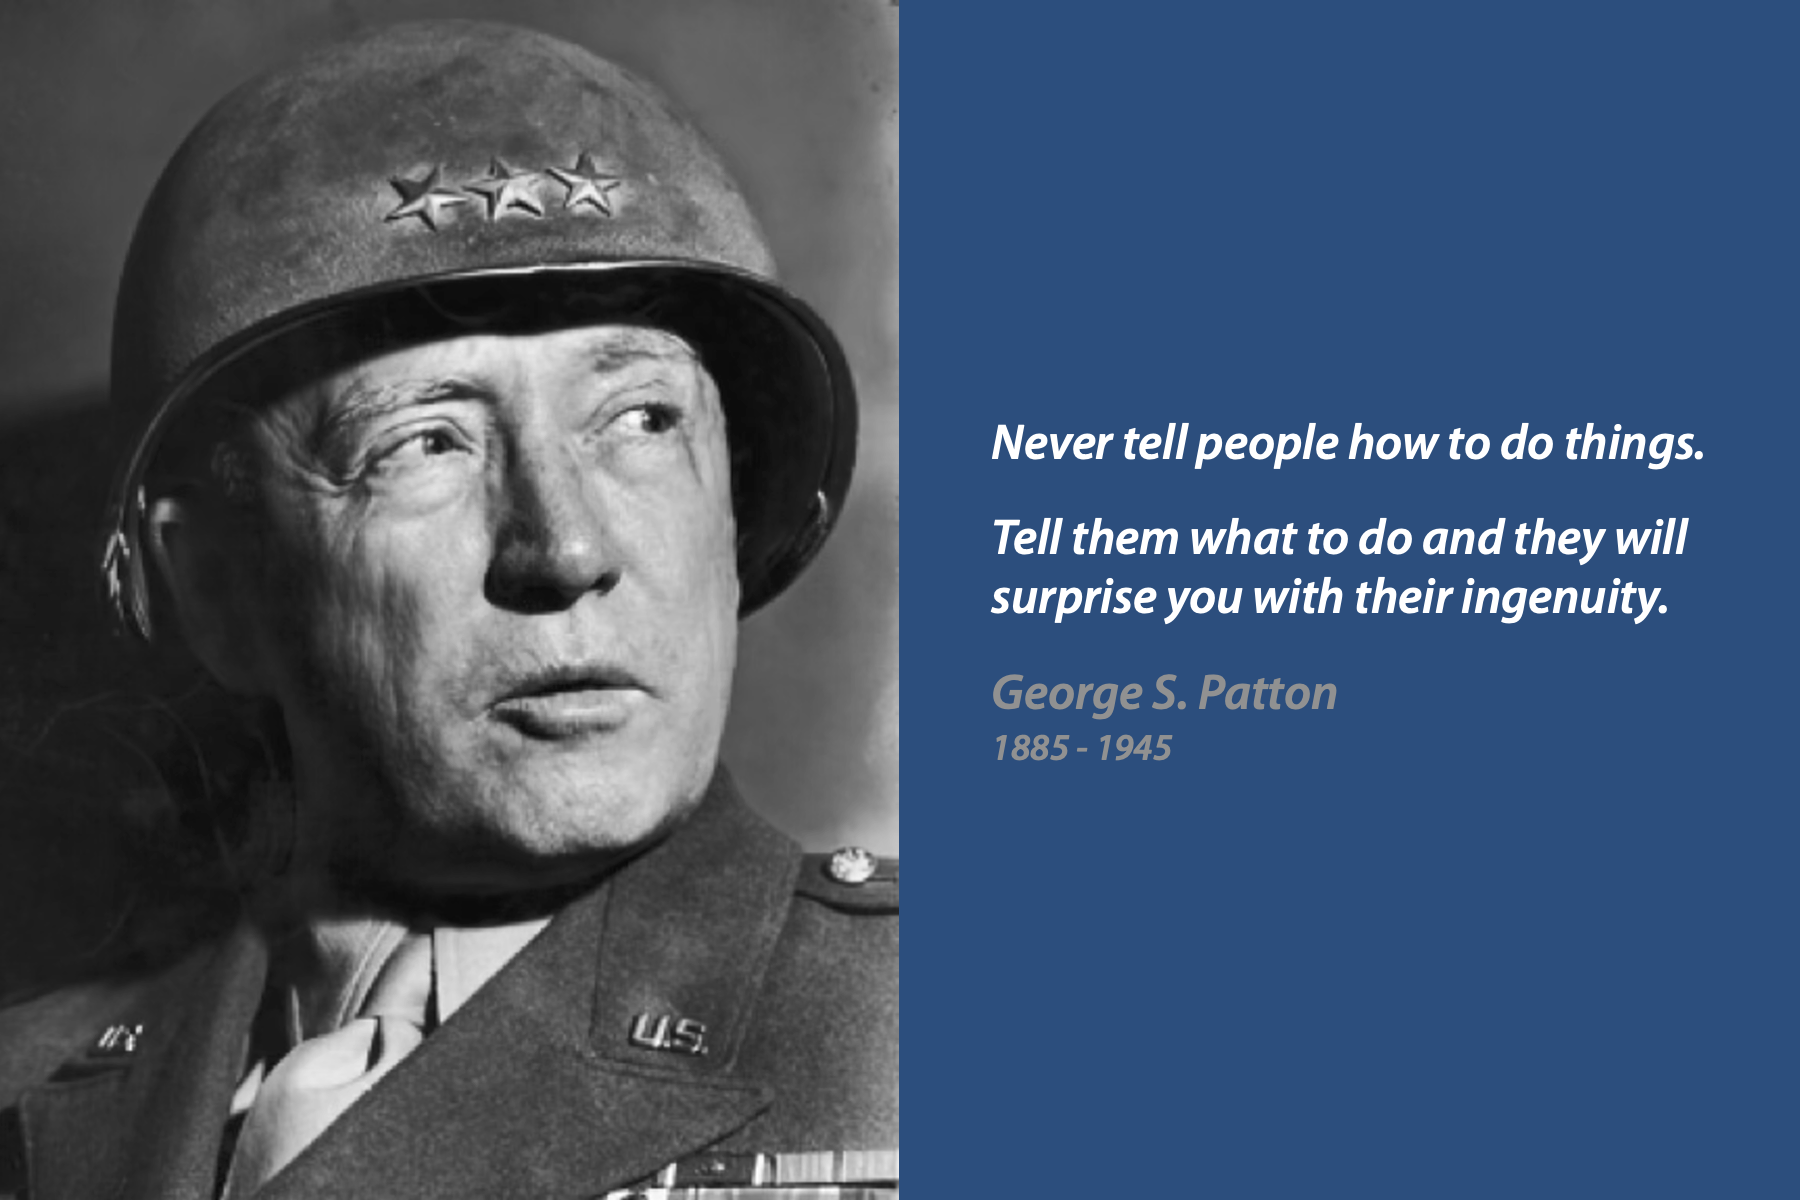 Never tell people how to do things.
Tell them what to do and they will
surprise you with their ingenuity.
George S. Patton
1885 - 1945
U.S.